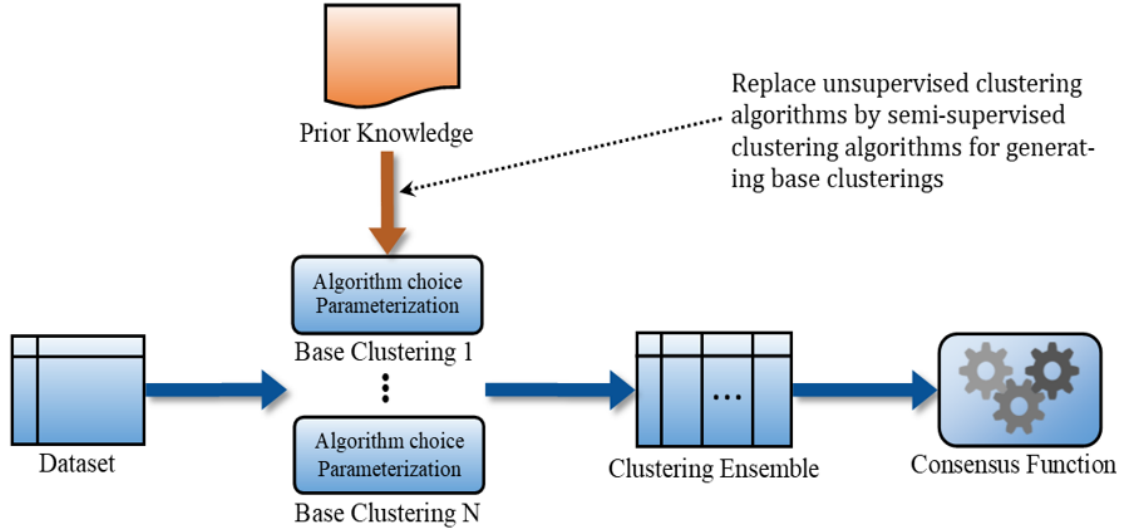 Prior Knowledge
Replace unsupervised clustering
algorithms by semi-supervised
clustering algorithms for generat-
ing base clusterings
Algorithm choice
Parameterization
Base Clustering 1
Algorithm choice
Parameterization
Base Clustering N
Dataset
...
Clustering Ensemble
Consensus Function